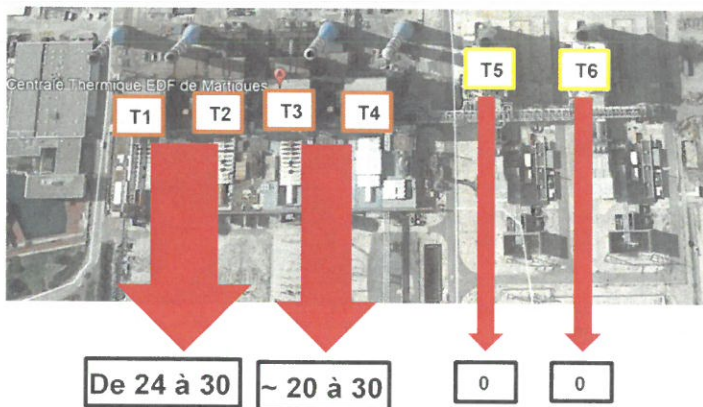 T5 T6
Centrale Thermique EDF de Martigues
T1 T2 T3 T4
De 24 à 30 ~ 20 à 30 0 0